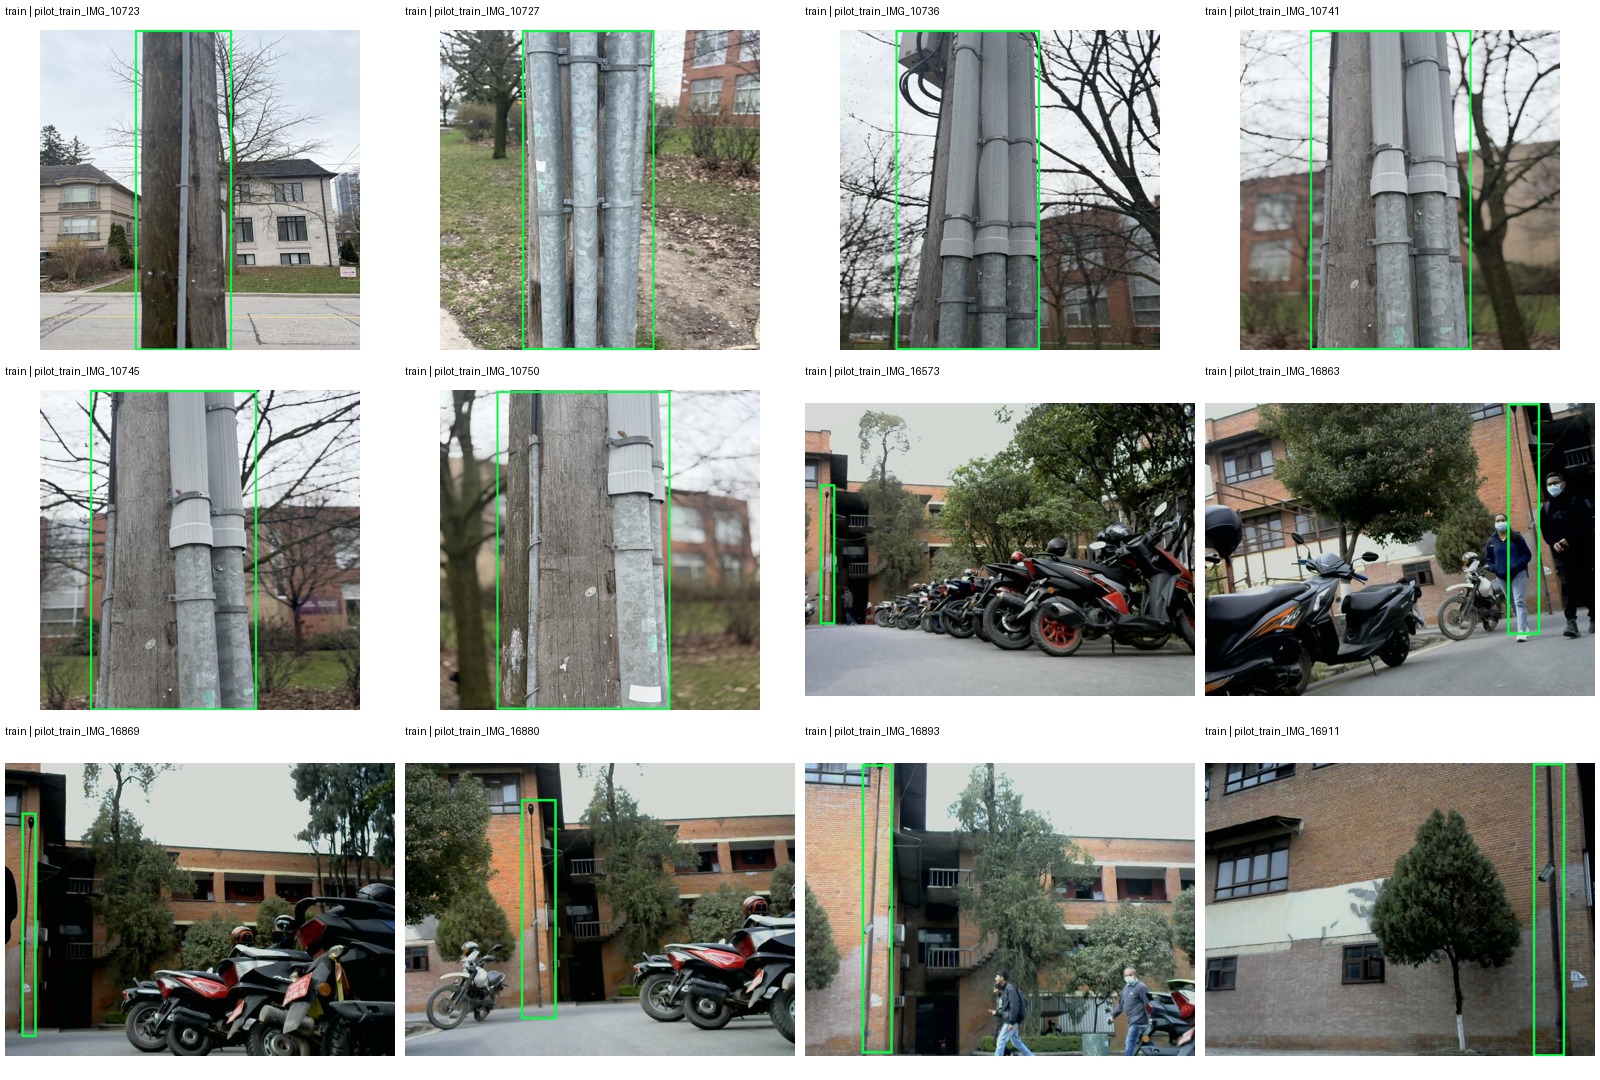 train | pilot_train_IMG_10723
train | pilot_train_IMG_10727
train | pilot_train_IMG_10736
train | pilot_train_IMG_10741
train | pilot_train_IMG_10745
train | pilot_train_IMG_10750
train | pilot_train_IMG_16573
train | pilot_train_IMG_16863
train | pilot_train_IMG_16869
train | pilot_train_IMG_16880
train | pilot_train_IMG_16893
train | pilot_train_IMG_16911